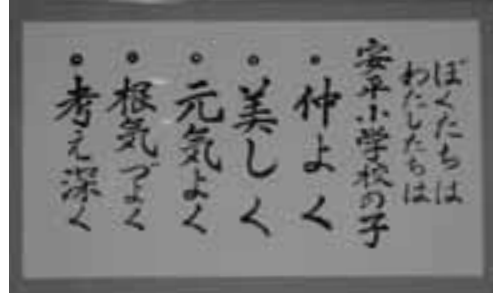 ぼくたちは
わたしたちは
安平小学校の子
。仲よく
。美しく
。元気よく
。根気づよく
。考え深く